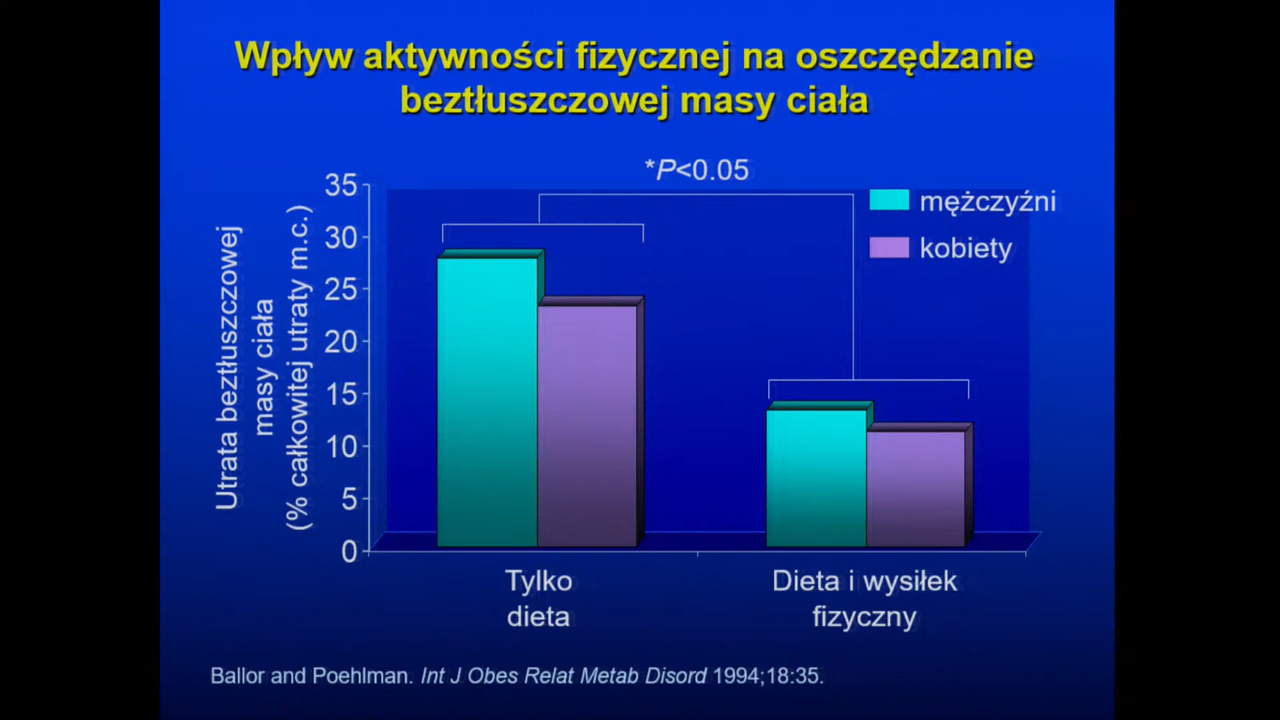 Wpływ aktywności fizycznej na oszczędzanie
beztłuszczowej masy ciała
*P<0.05
mężczyźni
kobiety
Utrata beztłuszczowej
masy ciała
(% całkowitej utraty m.c.)
35
30
25
20
15
10
5
0
Tylko
dieta
Dieta i wysiłek
fizyczny
Ballor and Poehlman. Int J Obes Relat Metab Disord 1994;18:35.